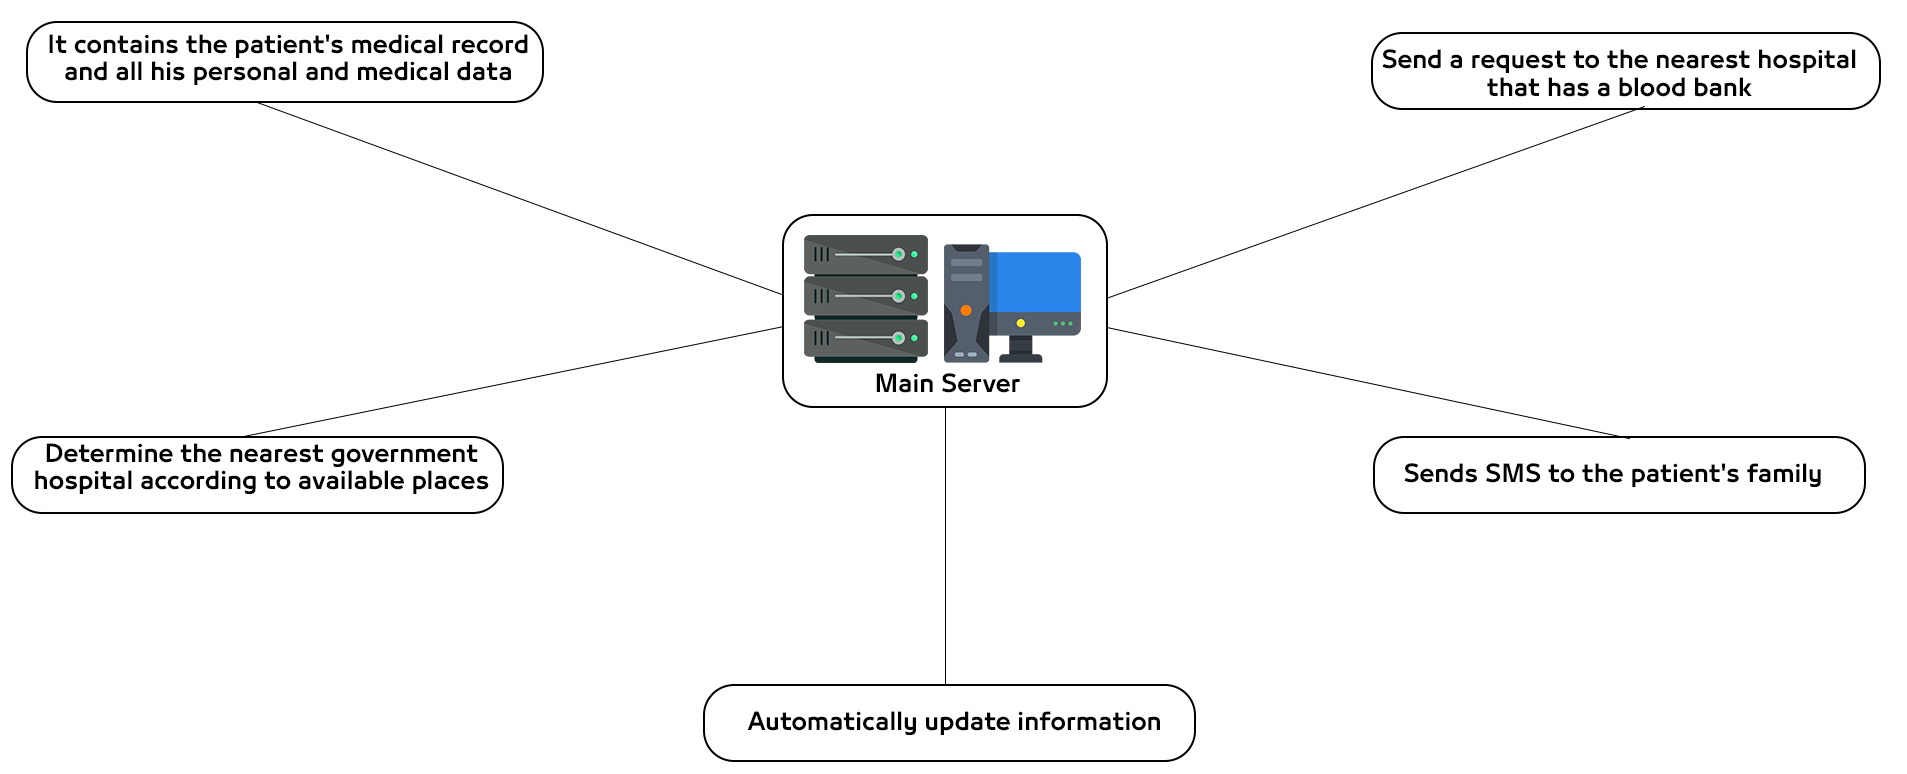 It contains the patient's medical record
and all his personal and medical data
Send a request to the nearest hospital
that has a blood bank
Main Server
Determine the nearest government
hospital according to available places
Sends SMS to the patient's family
Automatically update information